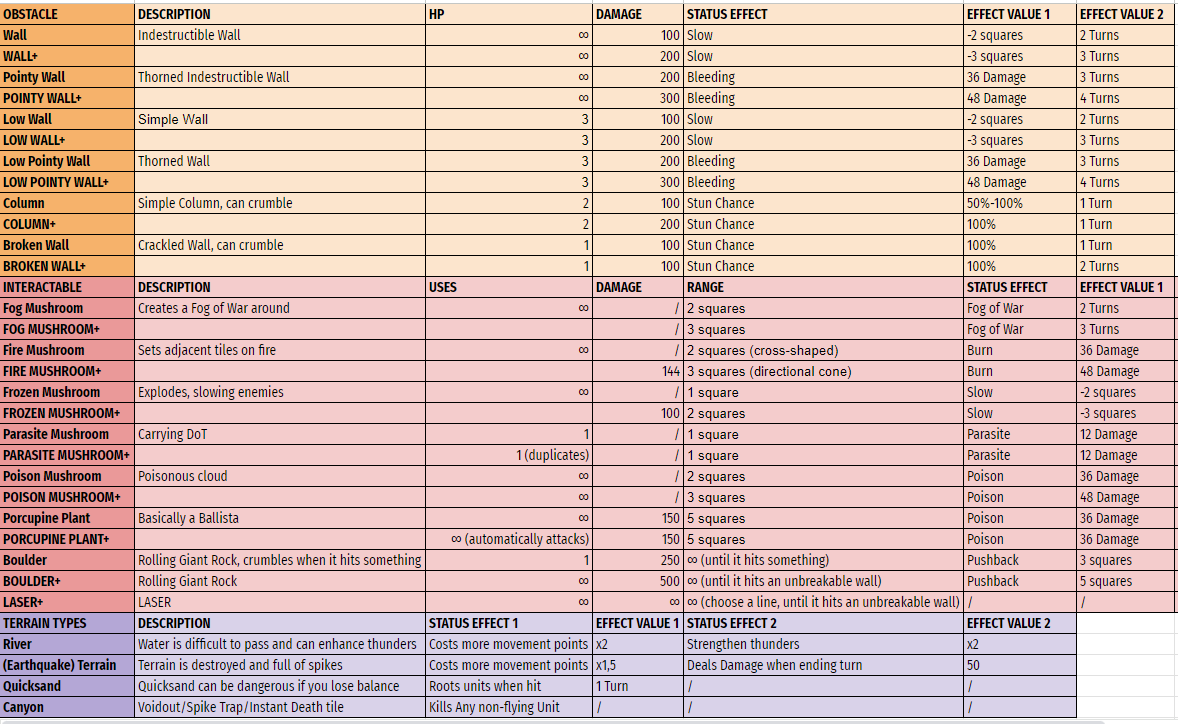 OBSTACLE DESCRIPTION HP DAMAGE STATUS EFFECT EFFECT VALUE 1 EFFECT VALUE 2
Wall Indestructible Wall ∞ 100 Slow -2 squares 2 Turns
WALL+ ∞ 200 Slow -3 squares 3 Turns
Pointy Wall Thorned Indestructible Wall ∞ 200 Bleeding 36 Damage 3 Turns
POINTY WALL+ ∞ 300 Bleeding 48 Damage 4 Turns
Low Wall Simple Wall 3 100 Slow -2 squares 2 Turns
LOW WALL+ 3 200 Slow -3 squares 3 Turns
Low Pointy Wall Thorned Wall 3 200 Bleeding 36 Damage 3 Turns
LOW POINTY WALL+ 3 300 Bleeding 48 Damage 4 Turns
Column Simple Column, can crumble 2 100 Stun Chance 50%-100% 1 Turn
COLUMN+ 2 200 Stun Chance 100% 1 Turn
Broken Wall Crackled Wall, can crumble 1 100 Stun Chance 100% 1 Turn
BROKEN WALL+ 1 100 Stun Chance 100% 2 Turns
INTERACTABLE DESCRIPTION USES DAMAGE RANGE STATUS EFFECT EFFECT VALUE 1
Fog Mushroom Creates a Fog of War around ∞ / 2 squares Fog of War 2 Turns
FOG MUSHROOM+ / 3 squares Fog of War 3 Turns
Fire Mushroom Sets adjacent tiles on fire ∞ / 2 squares (cross-shaped) Burn 36 Damage
FIRE MUSHROOM+ 144 3 squares (directional cone) Burn 48 Damage
Frozen Mushroom Explodes, slowing enemies ∞ / 1 square Slow -2 squares
FROZEN MUSHROOM+ 100 2 squares Slow -3 squares
Parasite Mushroom Carrying DoT 1 / 1 square Parasite 12 Damage
PARASITE MUSHROOM+ 1 (duplicates) / 1 square Parasite 12 Damage
Poison Mushroom Poisonous cloud ∞ / 2 squares Poison 36 Damage
POISON MUSHROOM+ ∞ / 3 squares Poison 48 Damage
Porcupine Plant Basically a Ballista ∞ 150 5 squares Poison 36 Damage
PORCUPINE PLANT+ ∞ (automatically attacks) 150 5 squares Poison 36 Damage
Boulder Rolling Giant Rock, crumbles when it hits something 1 250 ∞ (until it hits something) Pushback 3 squares
BOULDER+ Rolling Giant Rock ∞ 500 ∞ (until it hits an unbreakable wall) Pushback 5 squares
LASER+ LASER ∞ ∞ ∞ (choose a line, until it hits an unbreakable wall) / /
TERRAIN TYPES DESCRIPTION STATUS EFFECT 1 EFFECT VALUE 1 STATUS EFFECT 2 EFFECT VALUE 2
River Water is difficult to pass and can enhance thunders Costs more movement points x2 Strengthen thunders x2
(Earthquake) Terrain Terrain is destroyed and full of spikes Costs more movement points x1,5 Deals Damage when ending turn 50
Quicksand Quicksand can be dangerous if you lose balance Roots units when hit 1 Turn / /
Canyon Voidout/Spike Trap/Instant Death tile Kills Any non-flying Unit / / /